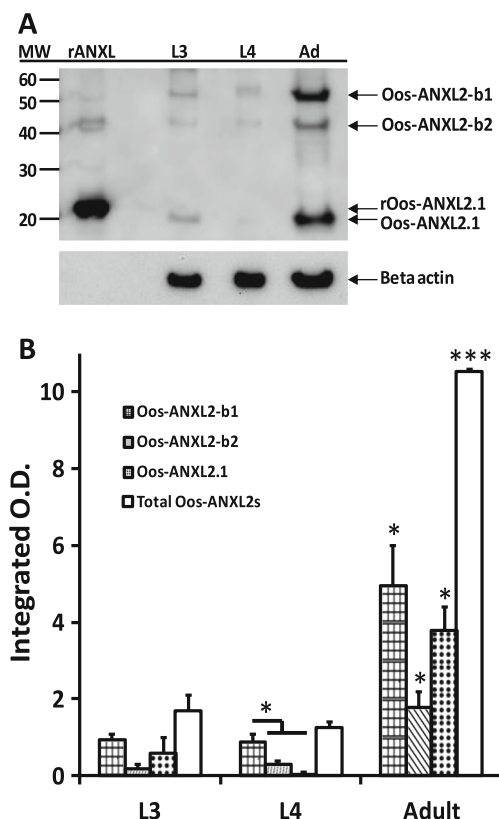 A
MW rANXL L3 L4 Ad
60
50
40
30
20
Oos-ANXL2-b1
Oos-ANXL2-b2
rOos-ANXL2.1
Oos-ANXL2.1
Beta actin
B
Integrated O.D.
10
8
6
4
2
0
Oos-ANXL2-b1
Oos-ANXL2-b2
Oos-ANXL2.1
Total Oos-ANXL2s
*
*
*
*
***
L3 L4 Adult